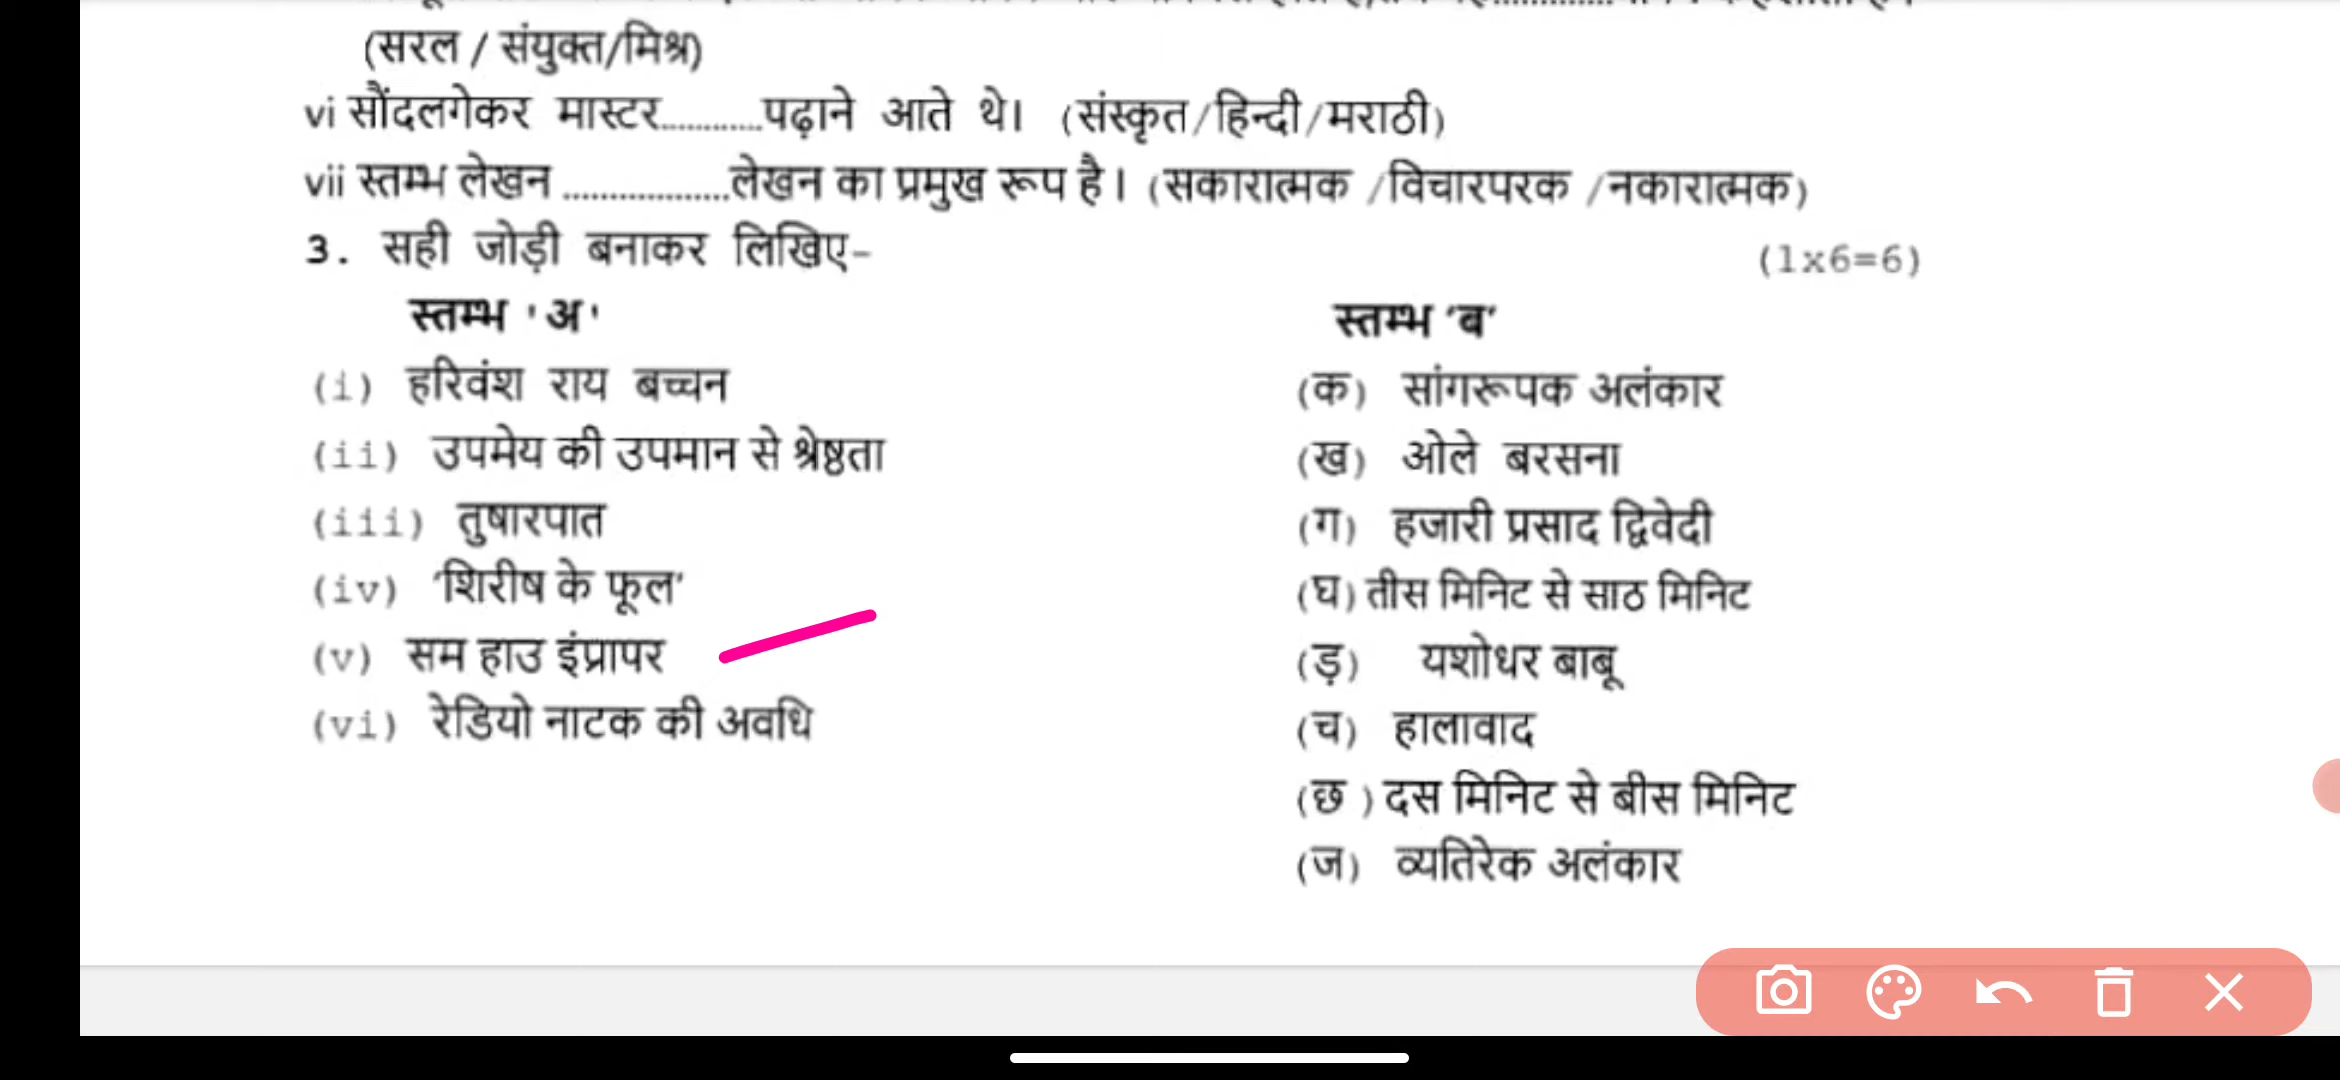 (सरल / संयुक्त/मिश्र)
vi सौंदलगेकर मास्टर............पढ़ाने आते थे। (संस्कृत/हिन्दी/मराठी)
vii स्तम्भ लेखन ..................लेखन का प्रमुख रूप है। (सकारात्मक /विचारपरक /नकारात्मक)
3. सही जोड़ी बनाकर लिखिए- (1x6=6)
स्तम्भ 'अ' स्तम्भ 'ब'
(i) हरिवंश राय बच्चन (क) सांगरूपक अलंकार
(ii) उपमेय की उपमान से श्रेष्ठता (ख) ओले बरसना
(iii) तुषारपात (ग) हजारी प्रसाद द्विवेदी
(iv) 'शिरीष के फूल' (घ) तीस मिनिट से साठ मिनिट
(v) सम हाउ इंप्रापर (ड़) यशोधर बाबू
(vi) रेडियो नाटक की अवधि (च) हालावाद
(छ ) दस मिनिट से बीस मिनिट
(ज) व्यतिरेक अलंकार